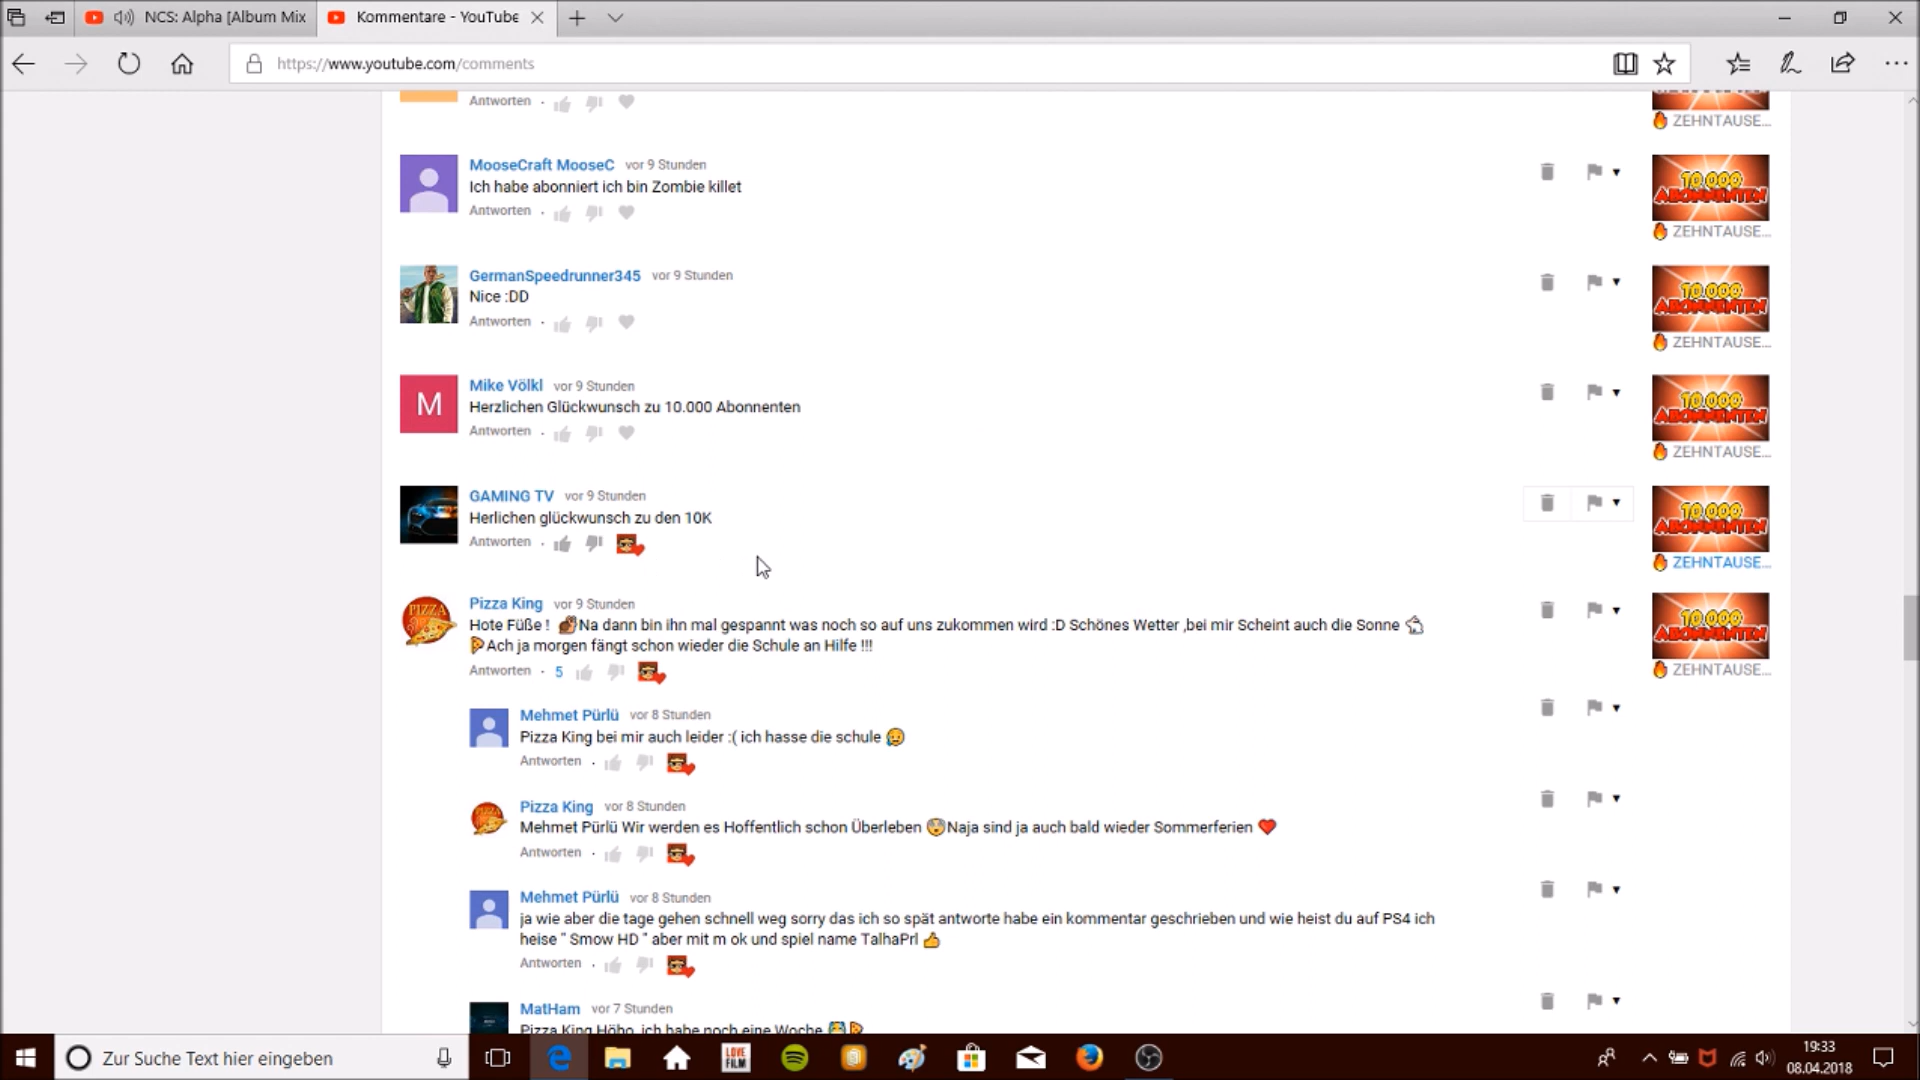 NCS: Alpha [Album Mix
Kommentare - YouTube
https://www.youtube.com/comments
Antworten
ZEHNTAUSE...
MooseCraft MooseC vor 9 Stunden
Ich habe abonniert ich bin Zombie killet
Antworten
10.000
ABONNENTEN
ZEHNTAUSE...
GermanSpeedrunner345 vor 9 Stunden
Nice :DD
Antworten
10.000
ABONNENTEN
ZEHNTAUSE...
M
Mike Völkl vor 9 Stunden
Herzlichen Glückwunsch zu 10.000 Abonnenten
Antworten
10.000
ABONNENTEN
ZEHNTAUSE...
GAMING TV vor 9 Stunden
Herlichen glückwunsch zu den 10K
Antworten
10.000
ABONNENTEN
ZEHNTAUSE...
PIZZA
Pizza King vor 9 Stunden
Hote Füße ! Na dann bin ihn mal gespannt was noch so auf uns zukommen wird :D Schönes Wetter ,bei mir Scheint auch die Sonne
Ach ja morgen fängt schon wieder die Schule an Hilfe !!!
Antworten · 5
10.000
ABONNENTEN
ZEHNTAUSE...
Mehmet Pürlü vor 8 Stunden
Pizza King bei mir auch leider :( ich hasse die schule
Antworten
Pizza King vor 8 Stunden
Mehmet Pürlü Wir werden es Hoffentlich schon Überleben Naja sind ja auch bald wieder Sommerferien
Antworten
Mehmet Pürlü vor 8 Stunden
ja wie aber die tage gehen schnell weg sorry das ich so spät antworte habe ein kommentar geschrieben und wie heist du auf PS4 ich
heise " Smow HD " aber mit m ok und spiel name TalhaPrl
Antworten
MatHam vor 7 Stunden
Pizza King Höhö, ich habe noch eine Woche
Zur Suche Text hier eingeben
LOVE
FILM
19:33
08.04.2018